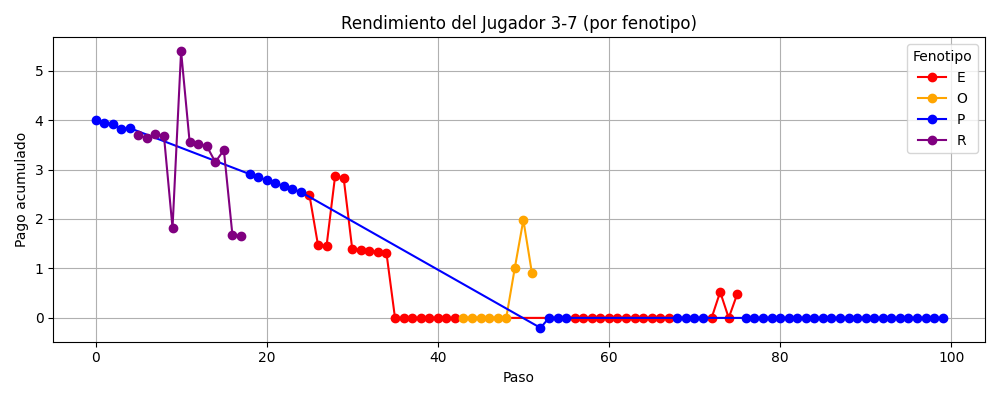 Rendimiento del Jugador 3-7 (por fenotipo)
Pago acumulado
5
4
3
2
1
0
0
20
40
60
80
100
Paso
Fenotipo
E
O
P
R